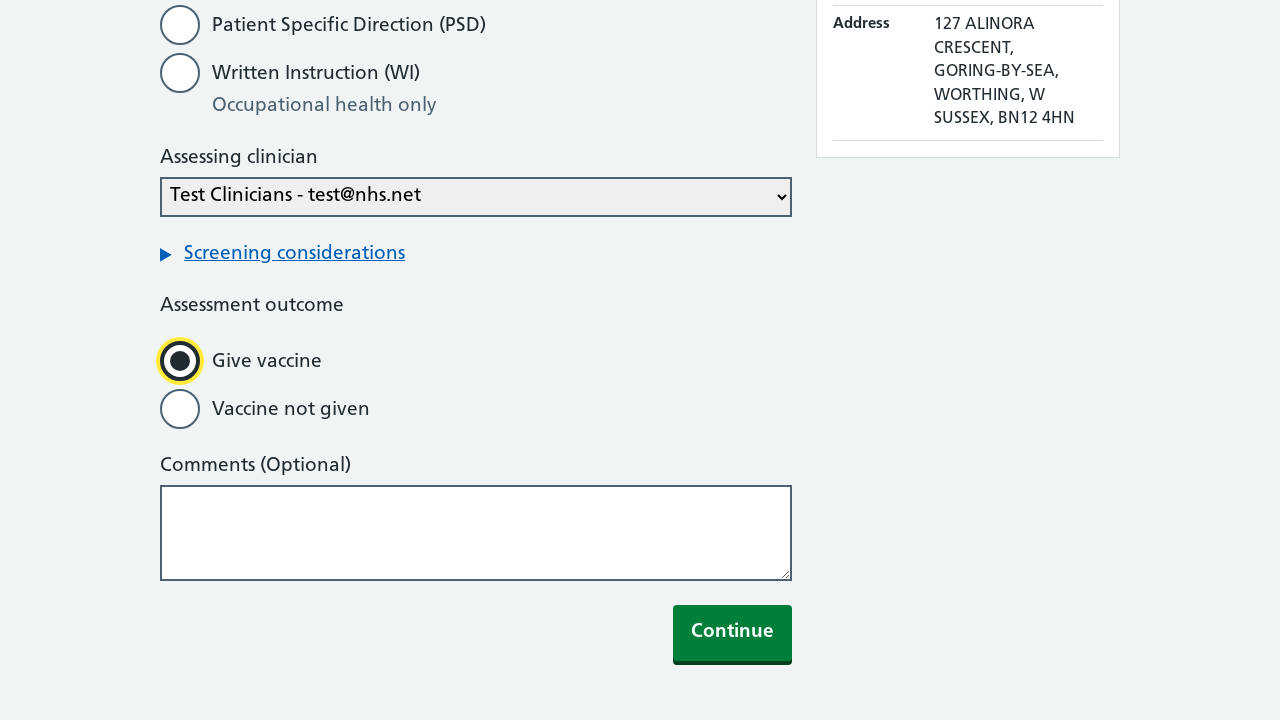 Patient Specific Direction (PSD)
Written Instruction (WI)
Occupational health only
Assessing clinician
Test Clinicians - test@nhs.net
Screening considerations
Assessment outcome
Give vaccine
Vaccine not given
Comments (Optional)
Continue
Address
127 ALINORA
CRESCENT,
GORING-BY-SEA,
WORTHING, W
SUSSEX, BN12 4HN